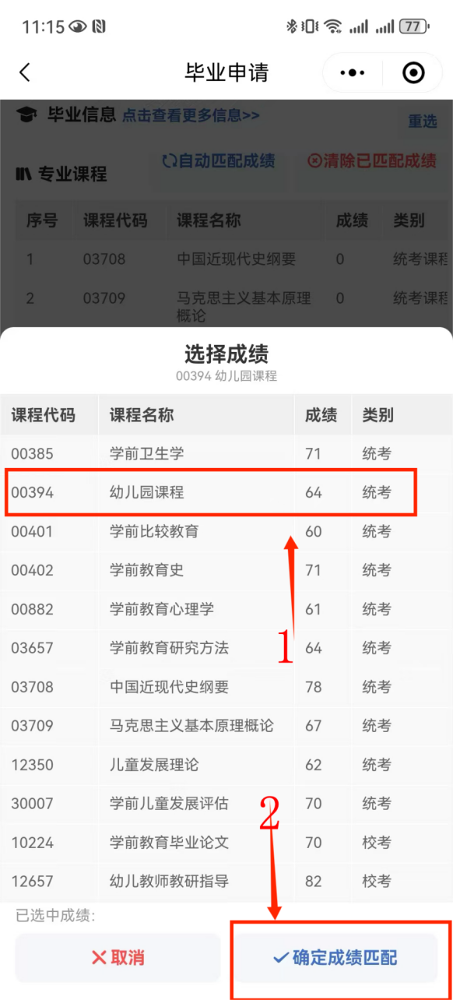 11:15
77
毕业申请
毕业信息 点击查看更多信息>>
重选
专业课程
自动匹配成绩
清除已匹配成绩
序号 课程代码 课程名称 成绩 类别
1 03708 中国近现代史纲要 0 统考课程
2 03709 马克思主义基本原理 0 统考课程
概论
选择成绩
00394 幼儿园课程
课程代码 课程名称 成绩 类别
00385 学前卫生学 71 统考
00394 幼儿园课程 64 统考
00401 学前比较教育 60 统考
00402 学前教育史 71 统考
00882 学前教育心理学 61 统考
1
03657 学前教育研究方法 64 统考
03708 中国近现代史纲要 78 统考
03709 马克思主义基本原理概论 67 统考
12350 儿童发展理论 62 统考
30007 学前儿童发展评估 70 统考
2
10224 学前教育毕业论文 70 校考
12657 幼儿教师教研指导 82 校考
已选中成绩:
取消
确定成绩匹配